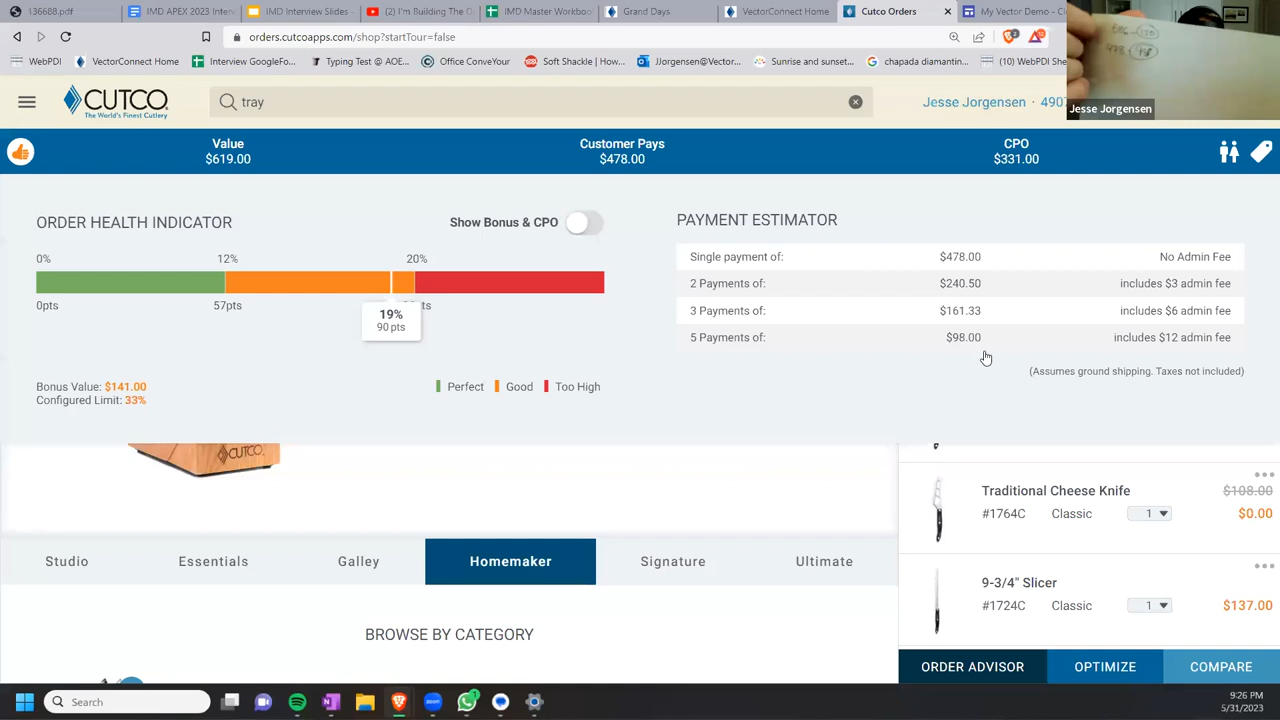 136688.pdf
IMD APEX 2023 Interv
IMD Interview Slides -
(2) I'm Building The O
IMD Master Workboo
Grand Days
VectorConnect Home
Cutco Orders
My Vector Demo - Cl
orders.cutcoapps.com/shop?startTour=false
WebPDI
VectorConnect Home
Interview GoogleFo...
Typing Test @ AOE...
Office ConveYour
Soft Shackle | How...
JJorgensen@Vector...
Sunrise and sunset...
chapada diamantin...
(10) WebPDI She
478
Jesse Jorgensen
CUTCO
The World's Finest Cutlery
tray
Jesse Jorgensen · 490
Value
$619.00
Customer Pays
$478.00
CPO
$331.00
ORDER HEALTH INDICATOR
Show Bonus & CPO
0%
12%
20%
0pts
57pts
19%
90 pts
Bonus Value: $141.00
Configured Limit: 33%
Perfect
Good
Too High
PAYMENT ESTIMATOR
Single payment of: $478.00 No Admin Fee
2 Payments of: $240.50 includes $3 admin fee
3 Payments of: $161.33 includes $6 admin fee
5 Payments of: $98.00 includes $12 admin fee
(Assumes ground shipping. Taxes not included)
CUTCO
Traditional Cheese Knife $108.00
#1764C Classic 1 $0.00
9-3/4" Slicer
#1724C Classic 1 $137.00
Studio
Essentials
Galley
Homemaker
Signature
Ultimate
BROWSE BY CATEGORY
ORDER ADVISOR
OPTIMIZE
COMPARE
Search
9:26 PM
5/31/2023